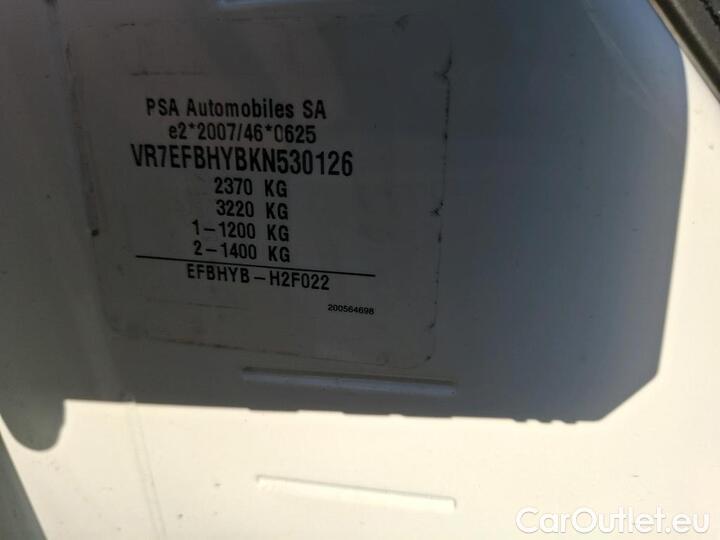 PSA Automobiles SA
e2*2007/46*0625
VR7EFBHYBKN530126
2370 KG
3220 KG
1-1200 KG
2-1400 KG
EFBHYB-H2F022
200564698
CarOutlet.eu